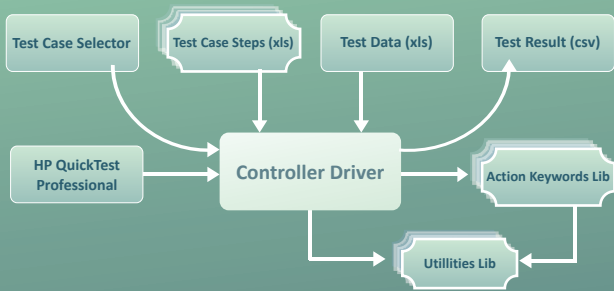 Test Case Selector
Test Case Steps (xls)
Test Data (xls)
Test Result (csv)
HP QuickTest
Professional
Controller Driver
Action Keywords Lib
Utillities Lib